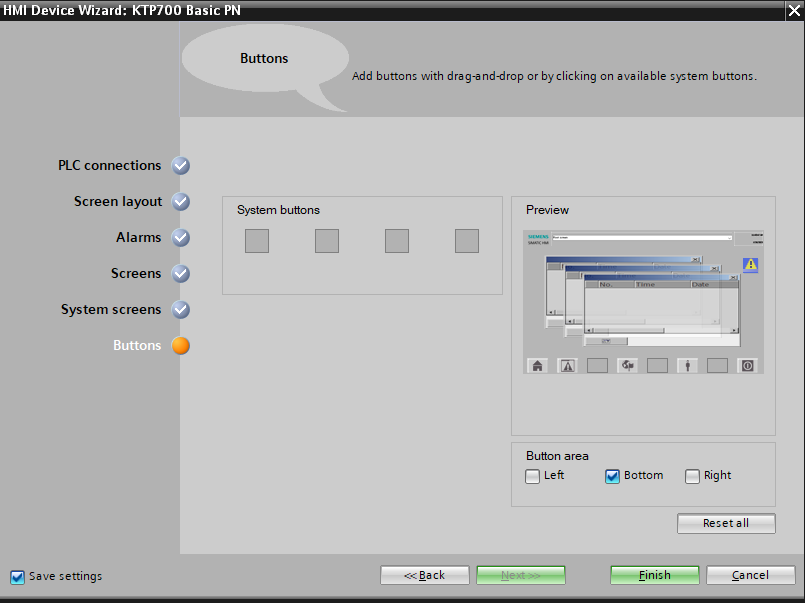 HMI Device Wizard: KTP700 Basic PN
Buttons
Add buttons with drag-and-drop or by clicking on available system buttons.
PLC connections
Screen layout
Alarms
Screens
System screens
Buttons
System buttons
Preview
SIEMENS
SIMATIC HMI
No. Time Date
Button area
Left
Bottom
Right
Reset all
Save settings
<< Back
Next >>
Finish
Cancel